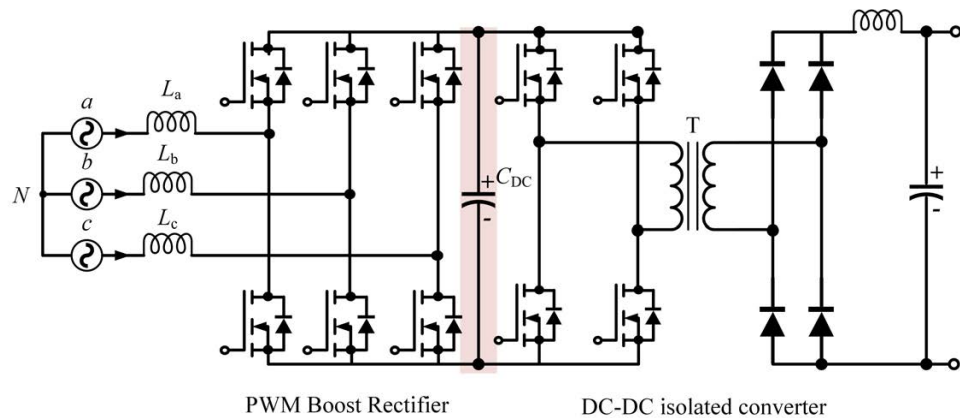 a
L_a
b
L_b
N
c
L_c
+
C_DC
-
T
+
-
PWM Boost Rectifier
DC-DC isolated converter